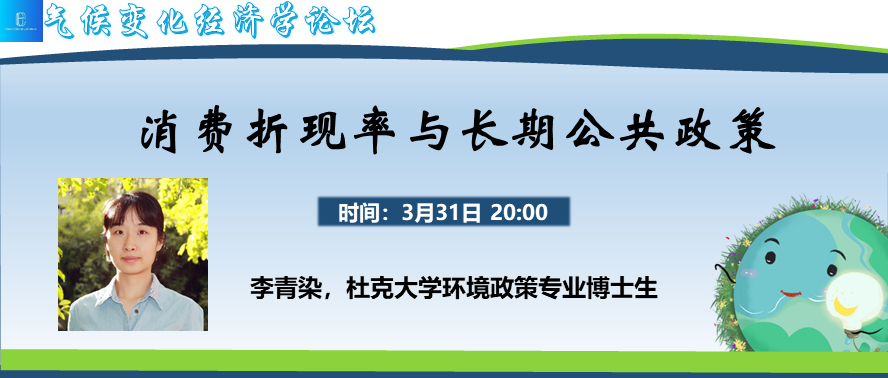 气候变化经济学论坛
消费折现率与长期公共政策
时间：3月31日 20:00
李青染，杜克大学环境政策专业博士生